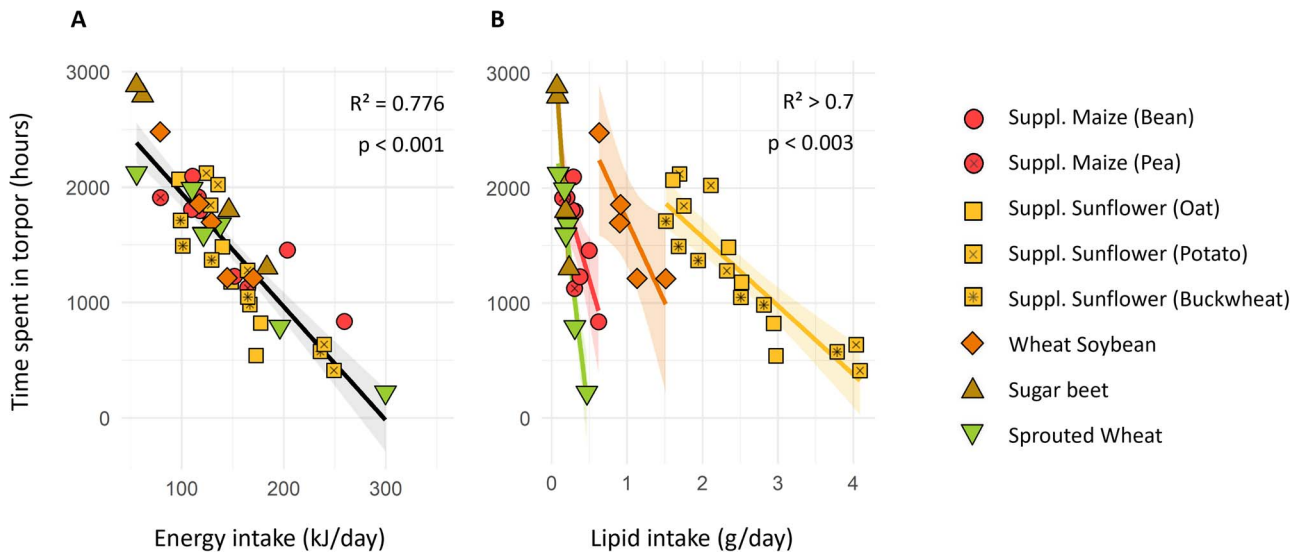 A
B
Time spent in torpor (hours)
3000
2000
1000
0
R² = 0.776
p < 0.001
100
200
300
Energy intake (kJ/day)
3000
2000
1000
0
R² > 0.7
p < 0.003
0
1
2
3
4
Lipid intake (g/day)
Suppl. Maize (Bean)
Suppl. Maize (Pea)
Suppl. Sunflower (Oat)
Suppl. Sunflower (Potato)
Suppl. Sunflower (Buckwheat)
Wheat Soybean
Sugar beet
Sprouted Wheat